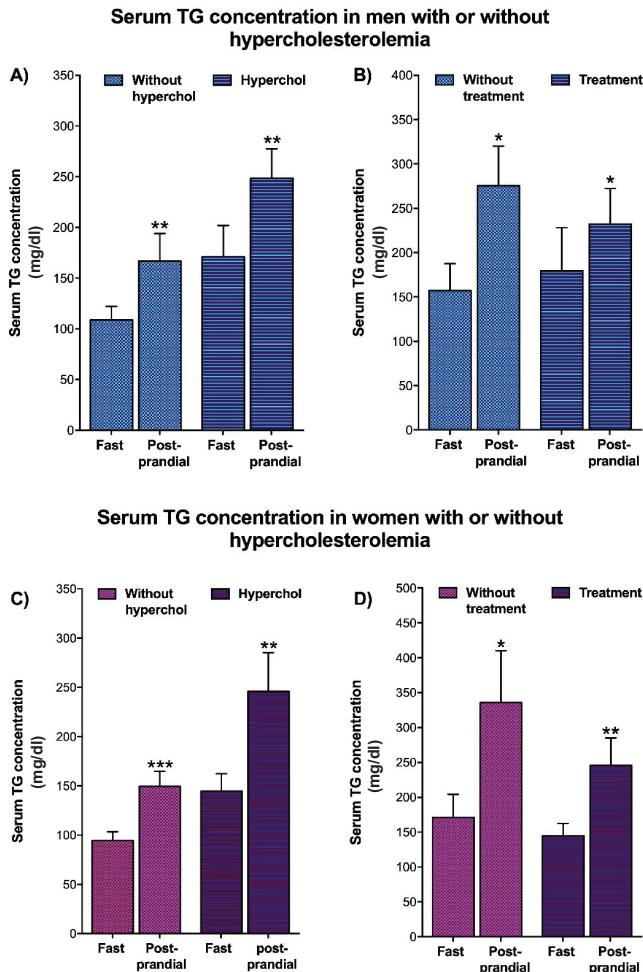 Serum TG concentration in men with or without
hypercholesterolemia
A)
Without
hyperchol
Hyperchol
Serum TG concentration
(mg/dl)
350
300
250
200
150
100
50
0
**
**
Fast
Post-
prandial
Fast
Post-
prandial
B)
Without
treatment
Treatment
Serum TG concentration
(mg/dl)
400
350
300
250
200
150
100
50
0
*
*
Fast
Post-
prandial
Fast
Post-
prandial
Serum TG concentration in women with or without
hypercholesterolemia
C)
Without
hyperchol
Hyperchol
Serum TG concentration
(mg/dl)
350
300
250
200
150
100
50
0
***
**
Fast
Post-
prandial
Fast
post-
prandial
D)
Without
treatment
Treatment
Serum TG concentration
(mg/dl)
500
450
400
350
300
250
200
150
100
50
0
*
**
Fast
Post-
prandial
Fast
Post-
prandial